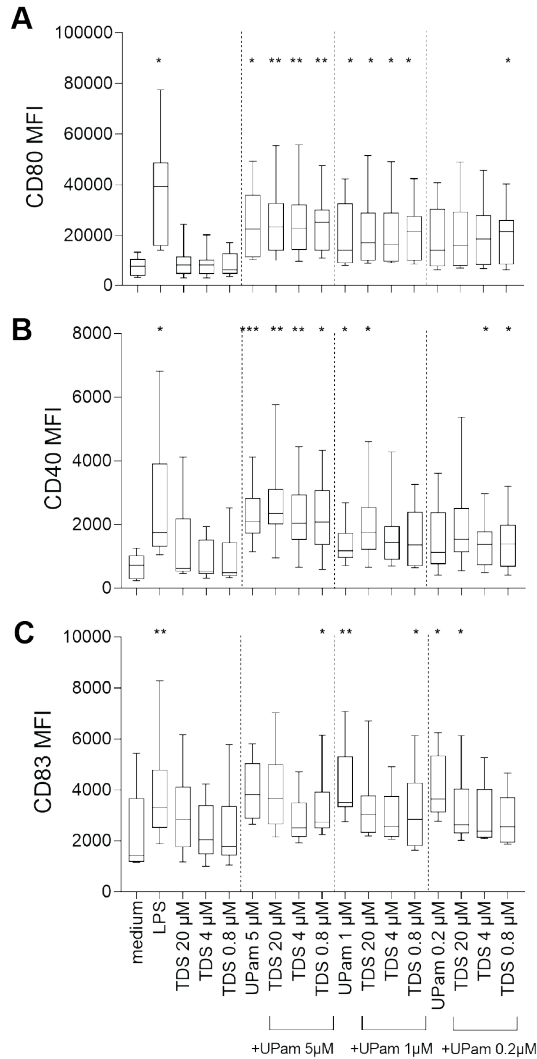 A
100000
80000
60000
40000
20000
0
CD80 MFI
* * ** ** ** * * * * *
B
8000
6000
4000
2000
0
CD40 MFI
* *** ** ** * * * * *
C
10000
8000
6000
4000
2000
0
CD83 MFI
** * ** * * *
medium
LPS
TDS 20 µM
TDS 4 µM
TDS 0.8 µM
UPam 5 µM
TDS 20 µM
TDS 4 µM
TDS 0.8 µM
UPam 1 µM
TDS 20 µM
TDS 4 µM
TDS 0.8 µM
UPam 0.2 µM
TDS 20 µM
TDS 4 µM
TDS 0.8 µM
+UPam 5µM +UPam 1µM +UPam 0.2µM